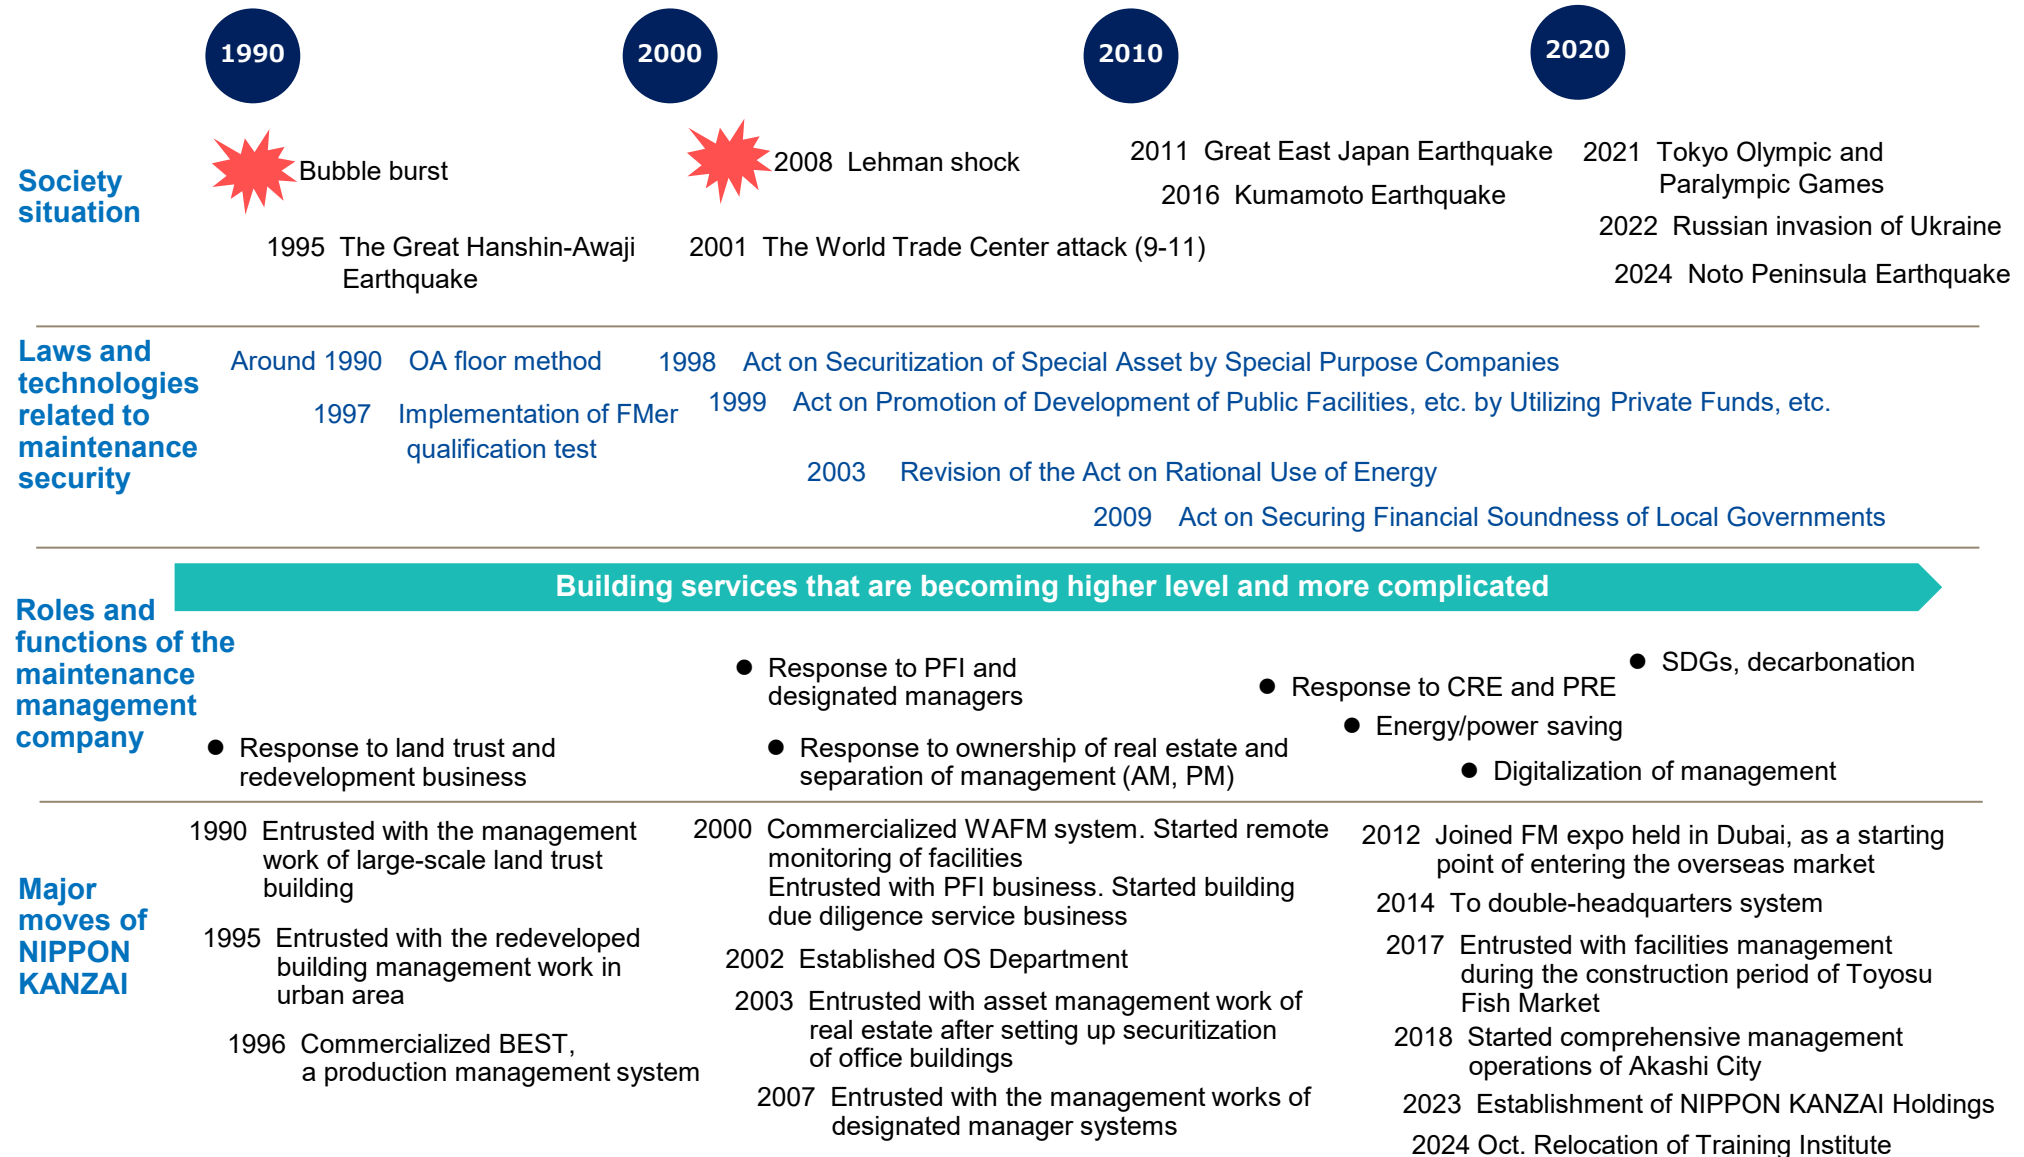 1990
2000
2010
2020
Society
situation
Bubble burst
1995 The Great Hanshin-Awaji
Earthquake
2008 Lehman shock
2001 The World Trade Center attack (9-11)
2011 Great East Japan Earthquake
2016 Kumamoto Earthquake
2021 Tokyo Olympic and
Paralympic Games
2022 Russian invasion of Ukraine
2024 Noto Peninsula Earthquake
Laws and
technologies
related to
maintenance
security
Around 1990 OA floor method
1997 Implementation of FMer
qualification test
1998 Act on Securitization of Special Asset by Special Purpose Companies
1999 Act on Promotion of Development of Public Facilities, etc. by Utilizing Private Funds, etc.
2003 Revision of the Act on Rational Use of Energy
2009 Act on Securing Financial Soundness of Local Governments
Roles and
functions of the
maintenance
management
company
Building services that are becoming higher level and more complicated
● Response to land trust and
redevelopment business
● Response to PFI and
designated managers
● Response to ownership of real estate and
separation of management (AM, PM)
● Response to CRE and PRE
● Energy/power saving
● Digitalization of management
● SDGs, decarbonation
Major
moves of
NIPPON
KANZAI
1990 Entrusted with the management
work of large-scale land trust
building
1995 Entrusted with the redeveloped
building management work in
urban area
1996 Commercialized BEST,
a production management system
2000 Commercialized WAFM system. Started remote
monitoring of facilities
Entrusted with PFI business. Started building
due diligence service business
2002 Established OS Department
2003 Entrusted with asset management work of
real estate after setting up securitization
of office buildings
2007 Entrusted with the management works of
designated manager systems
2012 Joined FM expo held in Dubai, as a starting
point of entering the overseas market
2014 To double-headquarters system
2017 Entrusted with facilities management
during the construction period of Toyosu
Fish Market
2018 Started comprehensive management
operations of Akashi City
2023 Establishment of NIPPON KANZAI Holdings
2024 Oct. Relocation of Training Institute